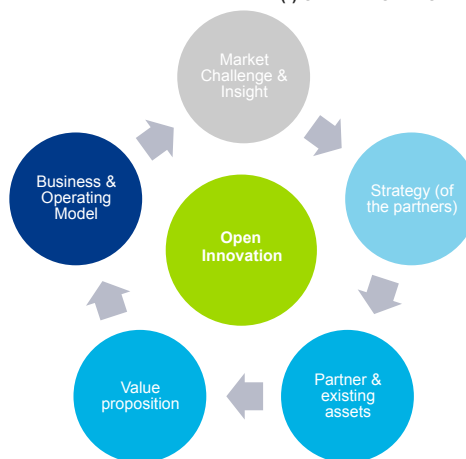 Market
Challenge &
Insight
Strategy (of
the partners)
Partner &
existing
assets
Value
proposition
Business &
Operating
Model
Open
Innovation